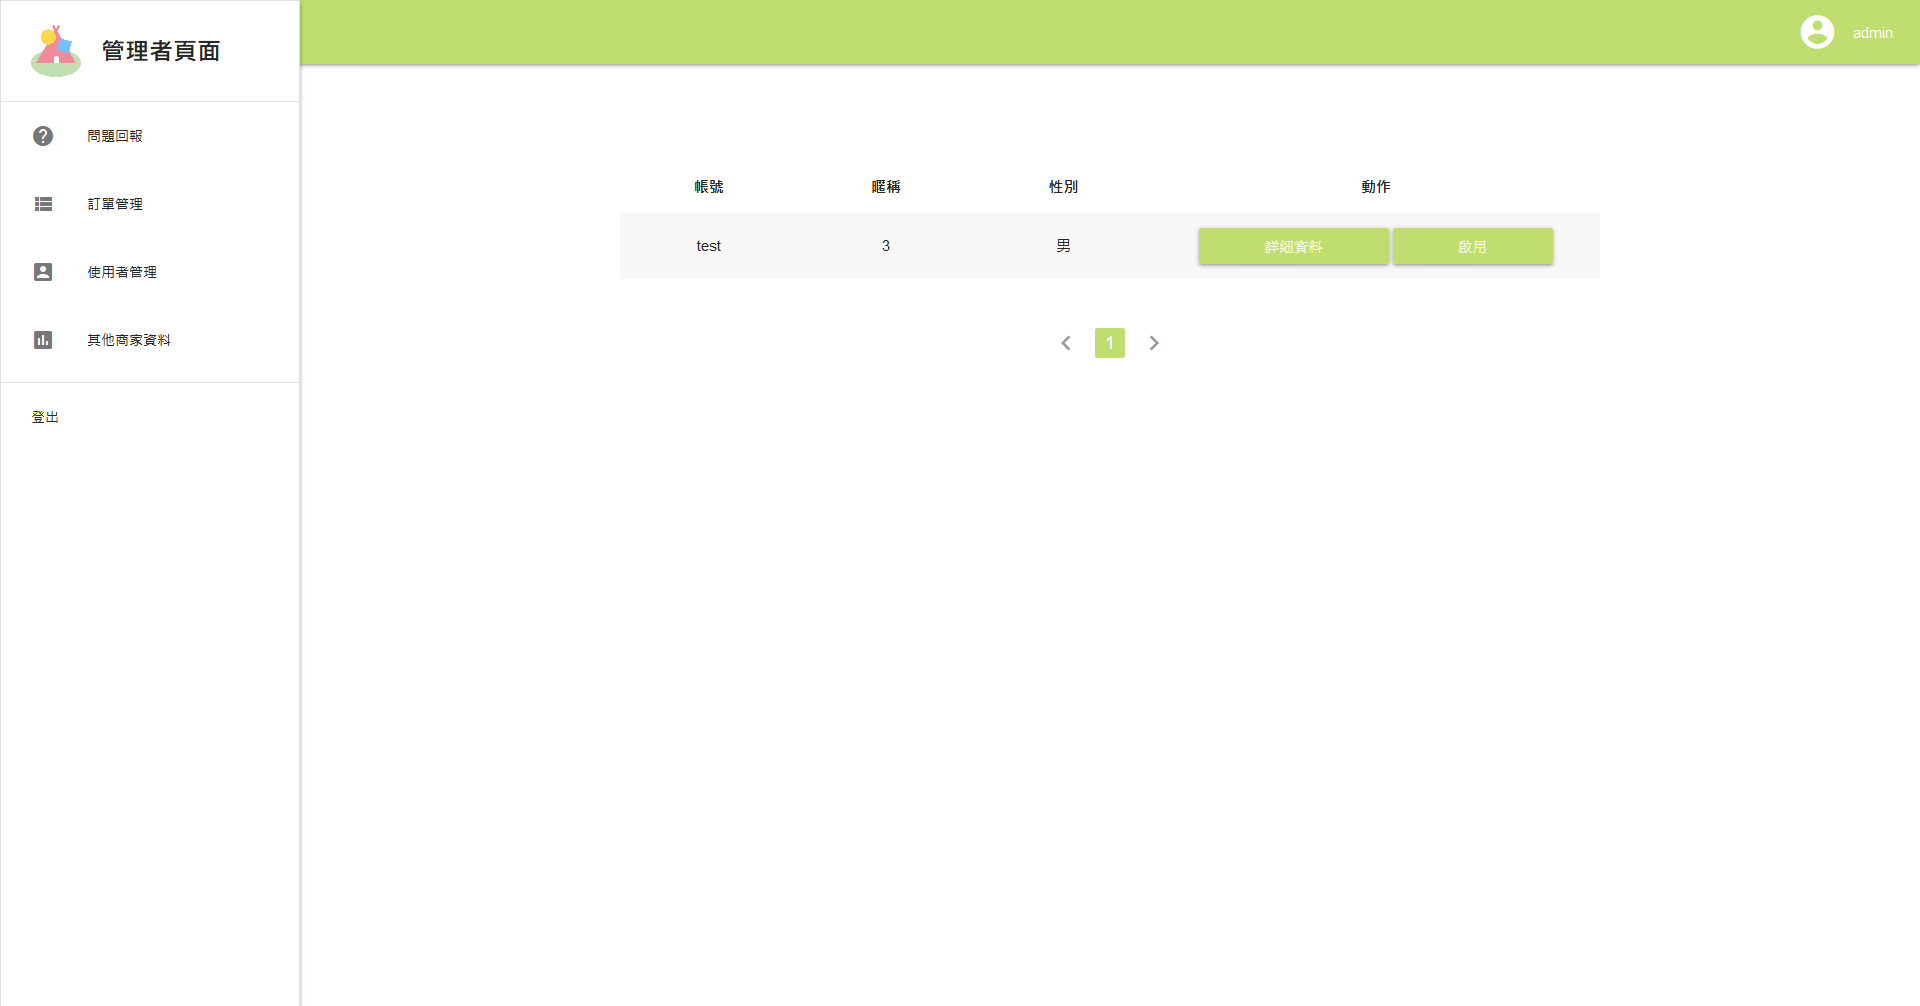 管理者頁面
admin
問題回報
訂單管理
使用者管理
其他商家資料
登出
帳號 暱稱 性別 動作
test 3 男 詳細資料 啟用
1